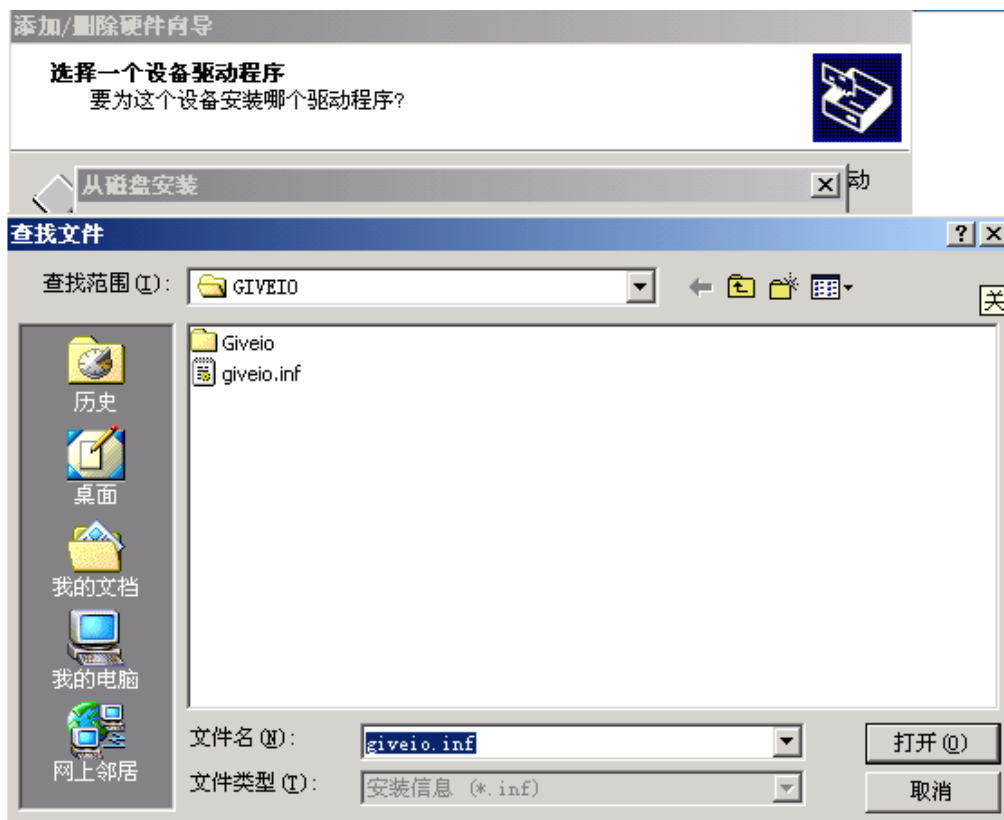 添加/删除硬件向导
选择一个设备驱动程序
要为这个设备安装哪个驱动程序?
从磁盘安装
动
查找文件
查找范围(I):
GIVEIO
关
Giveio
giveio.inf
历史
桌面
我的文档
我的电脑
网上邻居
文件名(N):
giveio.inf
打开(O)
文件类型(T):
安装信息 (*.inf)
取消